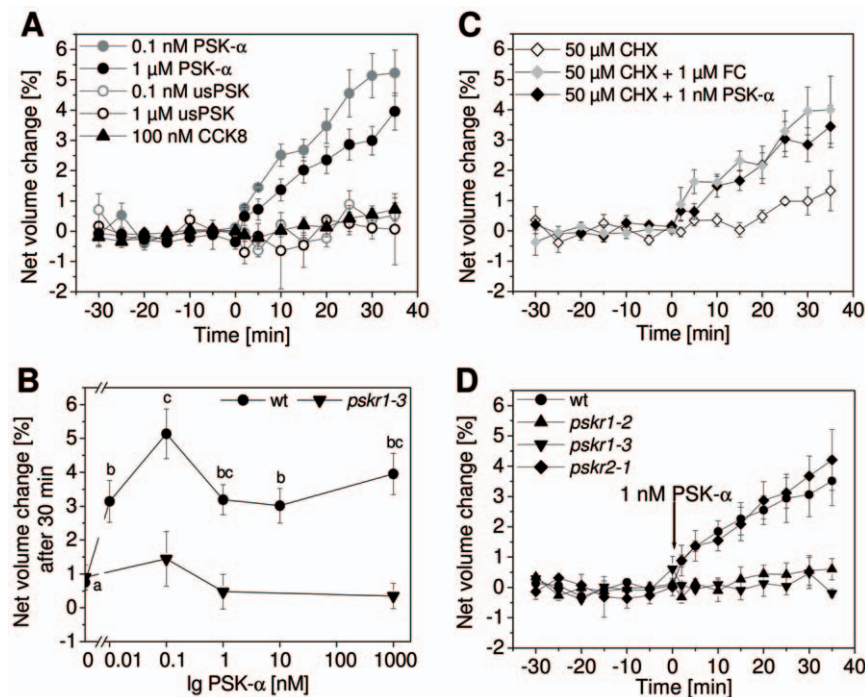 A
0.1 nM PSK-α
1 µM PSK-α
0.1 nM usPSK
1 µM usPSK
100 nM CCK8
Net volume change [%]
6
5
4
3
2
1
0
-1
-2
-30 -20 -10 0 10 20 30 40
Time [min]
C
50 µM CHX
50 µM CHX + 1 µM FC
50 µM CHX + 1 nM PSK-α
Net volume change [%]
6
5
4
3
2
1
0
-1
-2
-30 -20 -10 0 10 20 30 40
Time [min]
B
wt pskr1-3
Net volume change [%]
after 30 min
6
5
4
3
2
1
0
-1
a b c bc b bc
0 0.01 0.1 1 10 100 1000
lg PSK-α [nM]
D
wt
pskr1-2
pskr1-3
pskr2-1
1 nM PSK-α
Net volume change [%]
6
5
4
3
2
1
0
-1
-2
-30 -20 -10 0 10 20 30 40
Time [min]